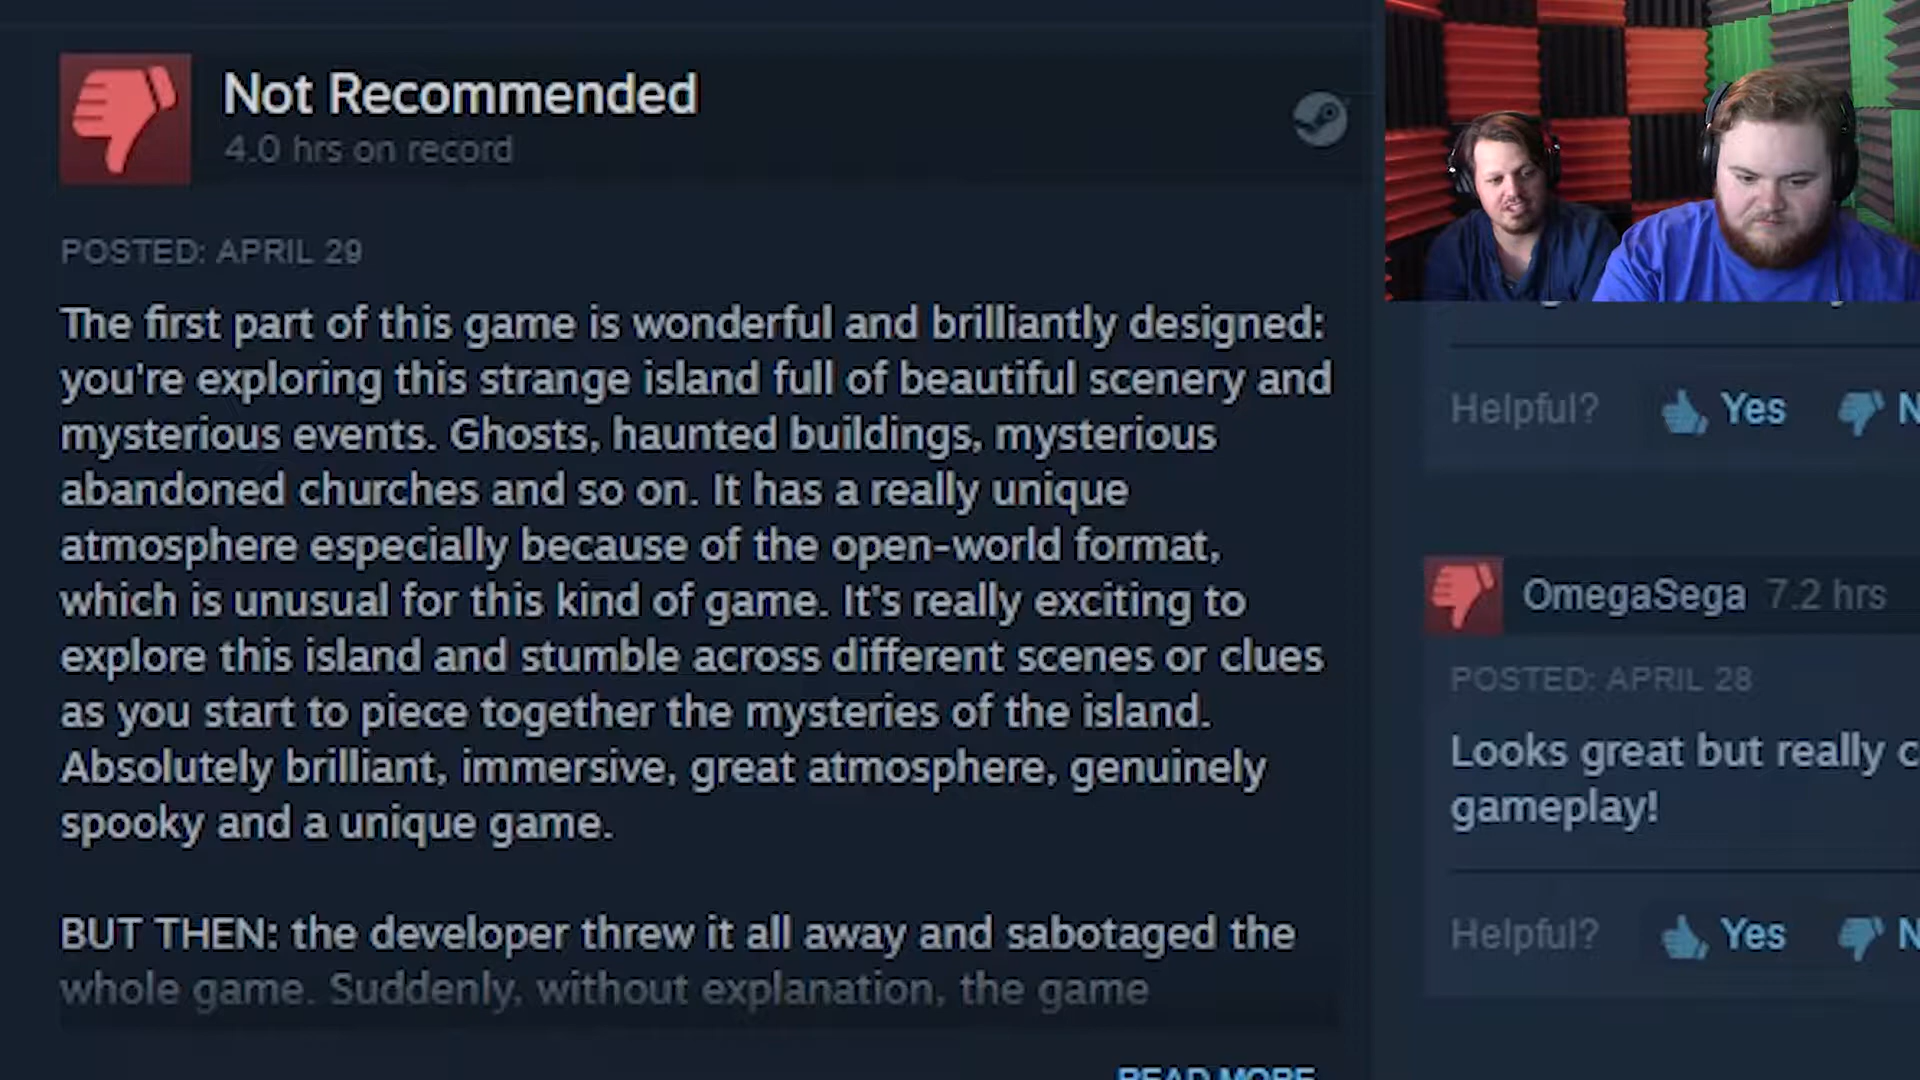 Not Recommended
4.0 hrs on record
POSTED: APRIL 29
The first part of this game is wonderful and brilliantly designed:
you're exploring this strange island full of beautiful scenery and
mysterious events. Ghosts, haunted buildings, mysterious
abandoned churches and so on. It has a really unique
atmosphere especially because of the open-world format,
which is unusual for this kind of game. It's really exciting to
explore this island and stumble across different scenes or clues
as you start to piece together the mysteries of the island.
Absolutely brilliant, immersive, great atmosphere, genuinely
spooky and a unique game.
BUT THEN: the developer threw it all away and sabotaged the
whole game. Suddenly, without explanation, the game
READ MORE
Helpful? Yes
OmegaSega 7.2 hrs
POSTED: APRIL 28
Looks great but really
gameplay!
Helpful? Yes